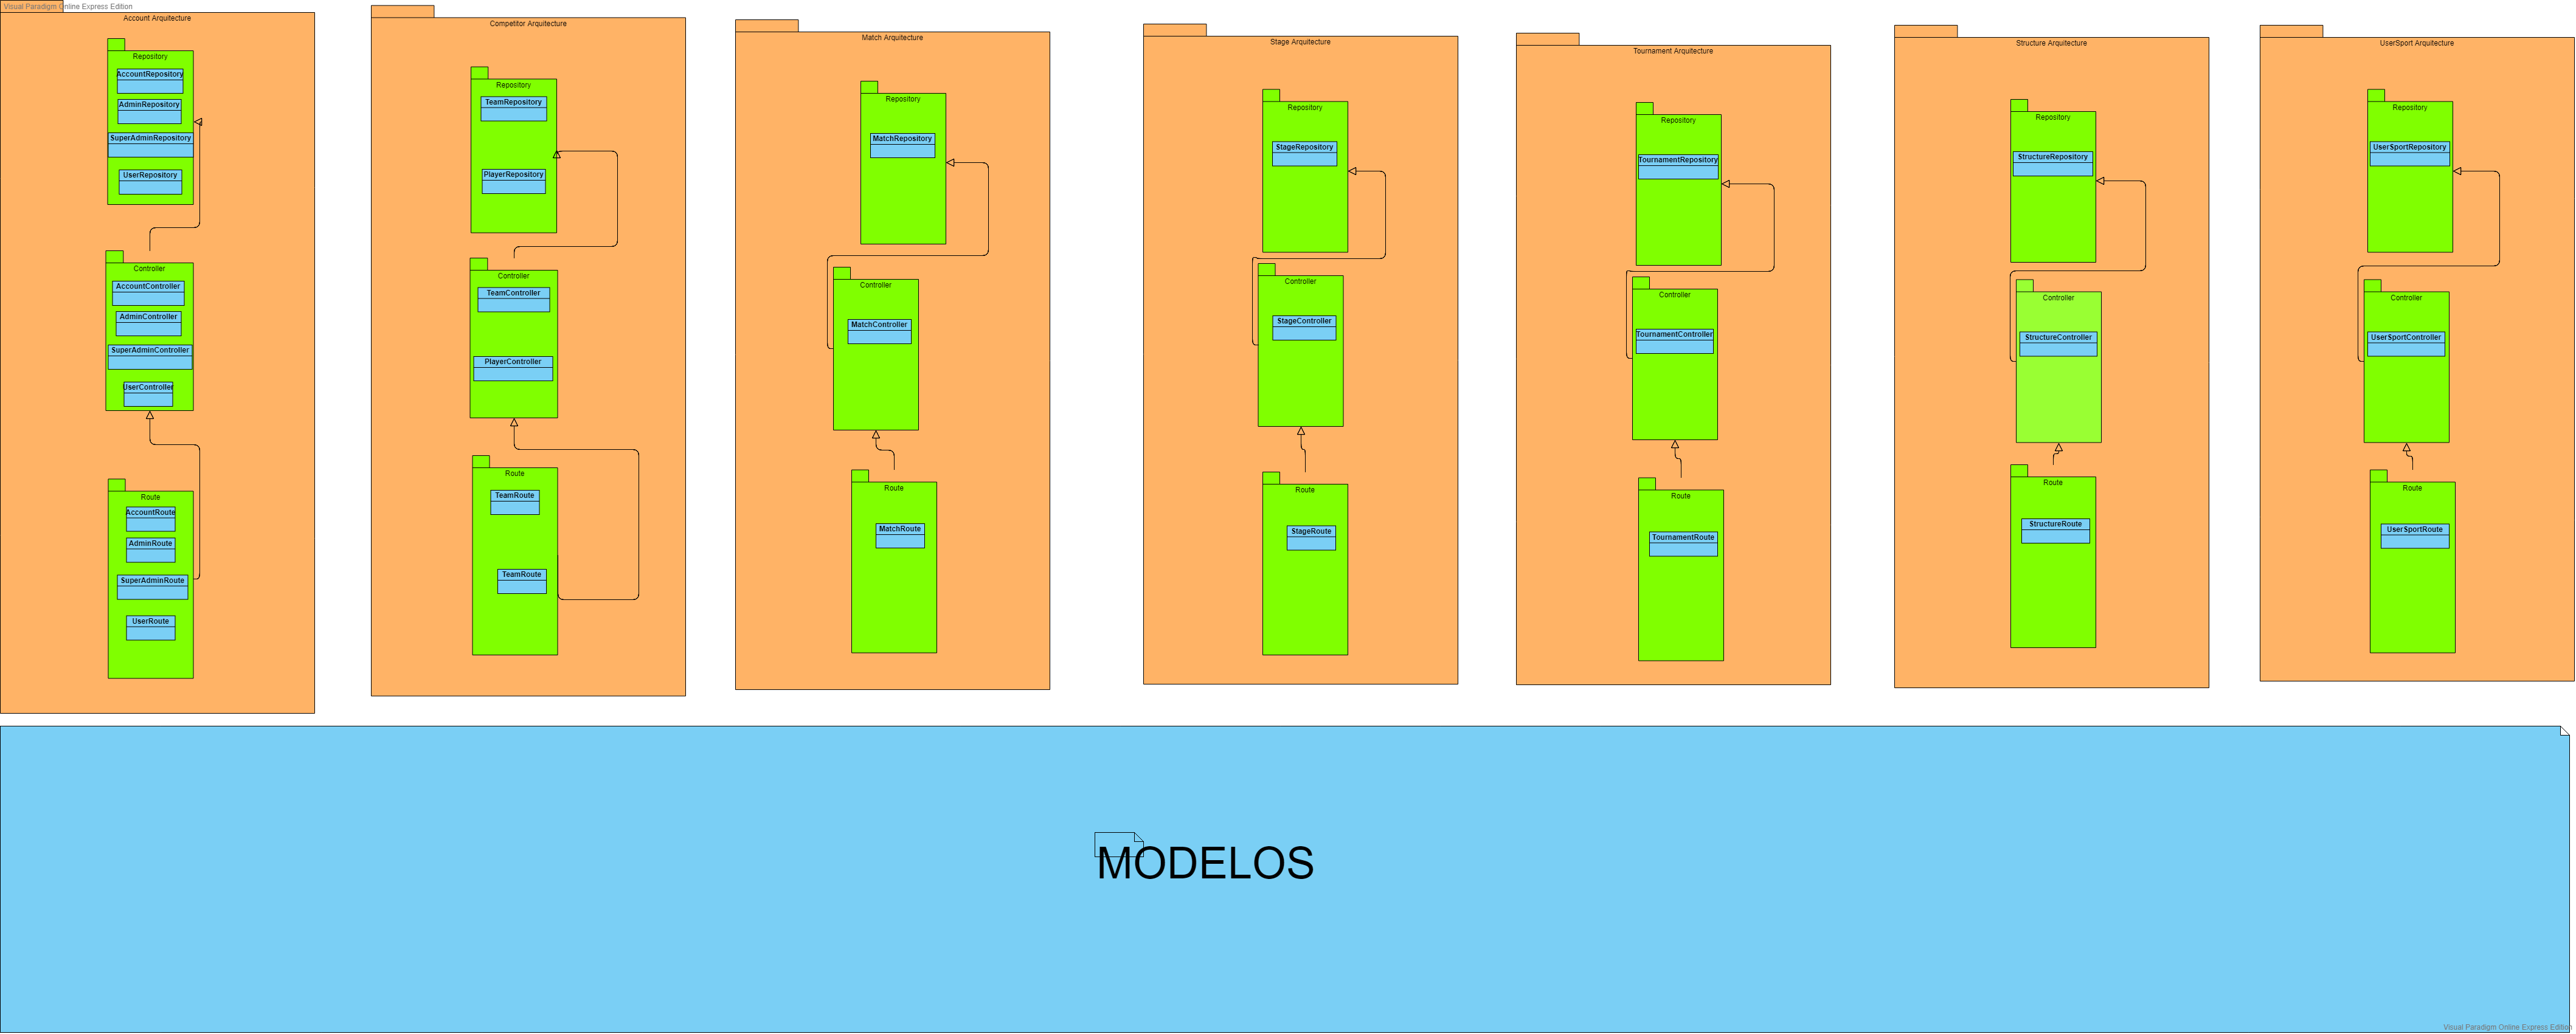 Visual Paradigm Online Express Edition
Account Arquitecture
Repository
AccountRepository
AdminRepository
SuperAdminRepository
UserRepository
Controller
AccountController
AdminController
SuperAdminController
UserController
Route
AccountRoute
AdminRoute
SuperAdminRoute
UserRoute
Competitor Arquitecture
Repository
TeamRepository
PlayerRepository
Controller
TeamController
PlayerController
Route
TeamRoute
TeamRoute
Match Arquitecture
Repository
MatchRepository
Controller
MatchController
Route
MatchRoute
Stage Arquitecture
Repository
StageRepository
Controller
StageController
Route
StageRoute
Tournament Arquitecture
Repository
TournamentRepository
Controller
TournamentController
Route
TournamentRoute
Structure Arquitecture
Repository
StructureRepository
Controller
StructureController
Route
StructureRoute
UserSport Arquitecture
Repository
UserSportRepository
Controller
UserSportController
Route
UserSportRoute
MODELOS
Visual Paradigm Online Express Edition